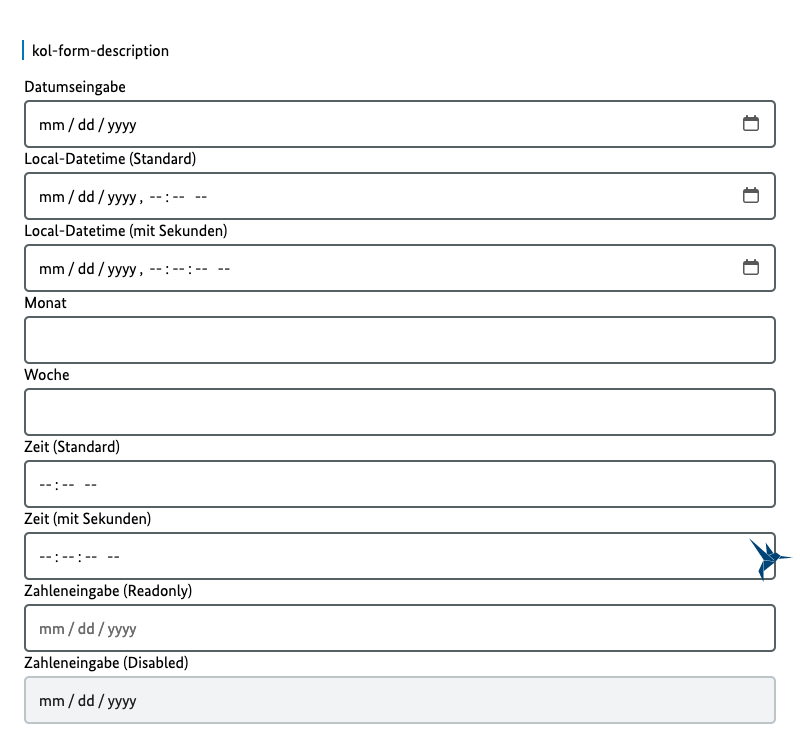 kol-form-description
Datumseingabe
mm / dd / yyyy
Local-Datetime (Standard)
mm / dd / yyyy , -- : -- --
Local-Datetime (mit Sekunden)
mm / dd / yyyy , -- : -- : -- --
Monat
Woche
Zeit (Standard)
-- : -- --
Zeit (mit Sekunden)
-- : -- : -- --
Zahleneingabe (Readonly)
mm / dd / yyyy
Zahleneingabe (Disabled)
mm / dd / yyyy